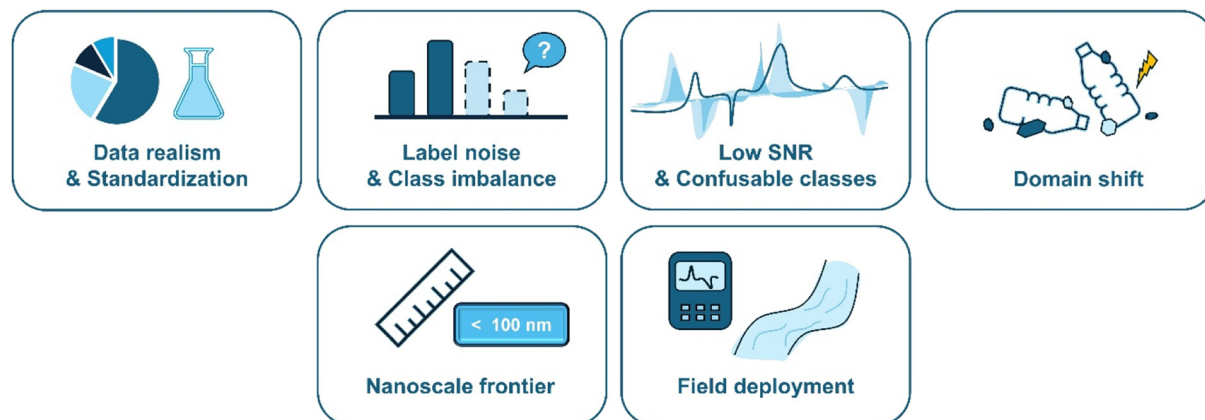 ?
Data realism
& Standardization
Label noise
& Class imbalance
Low SNR
& Confusable classes
Domain shift
< 100 nm
Nanoscale frontier
Field deployment